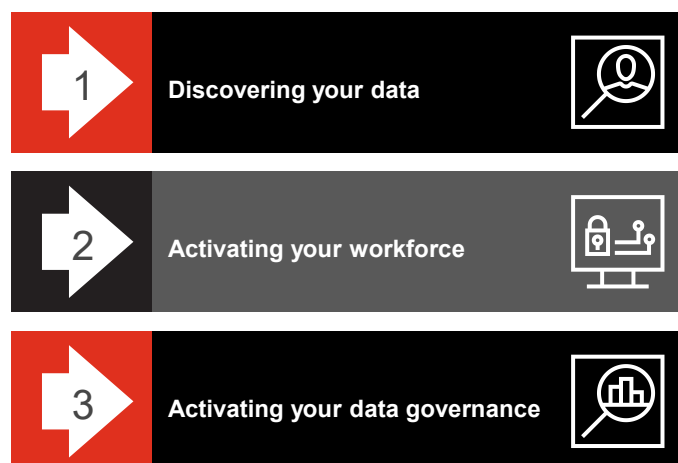 1
Discovering your data
2
Activating your workforce
3
Activating your data governance